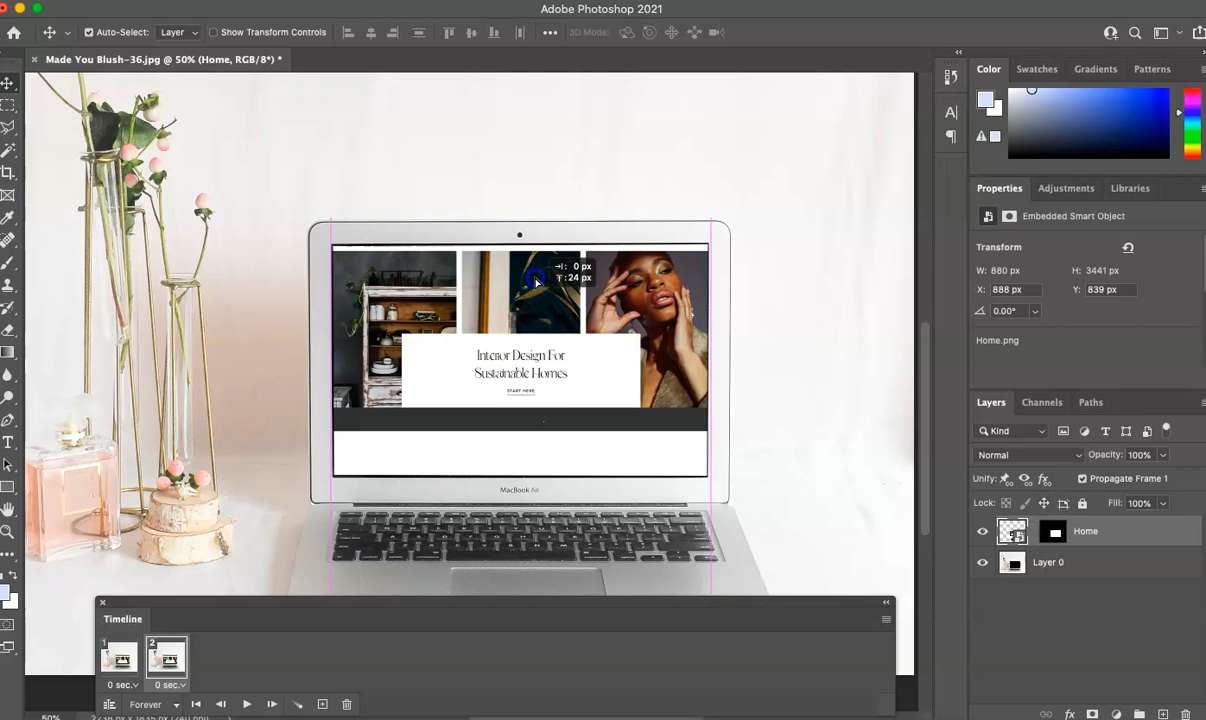 Adobe Photoshop 2021
Auto-Select: Layer Show Transform Controls 3D Mode:
Made You Blush-36.jpg @ 50% (Home, RGB/8*) *
Color Swatches Gradients Patterns
Properties Adjustments Libraries
Embedded Smart Object
Transform
W: 880 px H: 3441 px
X: 888 px Y: 839 px
0.00°
Home.png
Layers Channels Paths
Kind
Normal Opacity: 100%
Unify: Propagate Frame 1
Lock: Fill: 100%
Home
Layer 0
0 px
24 px
Interior Design For
Sustainable Homes
START HERE
MacBook Air
Timeline
1 2
0 sec. 0 sec.
Forever
50%